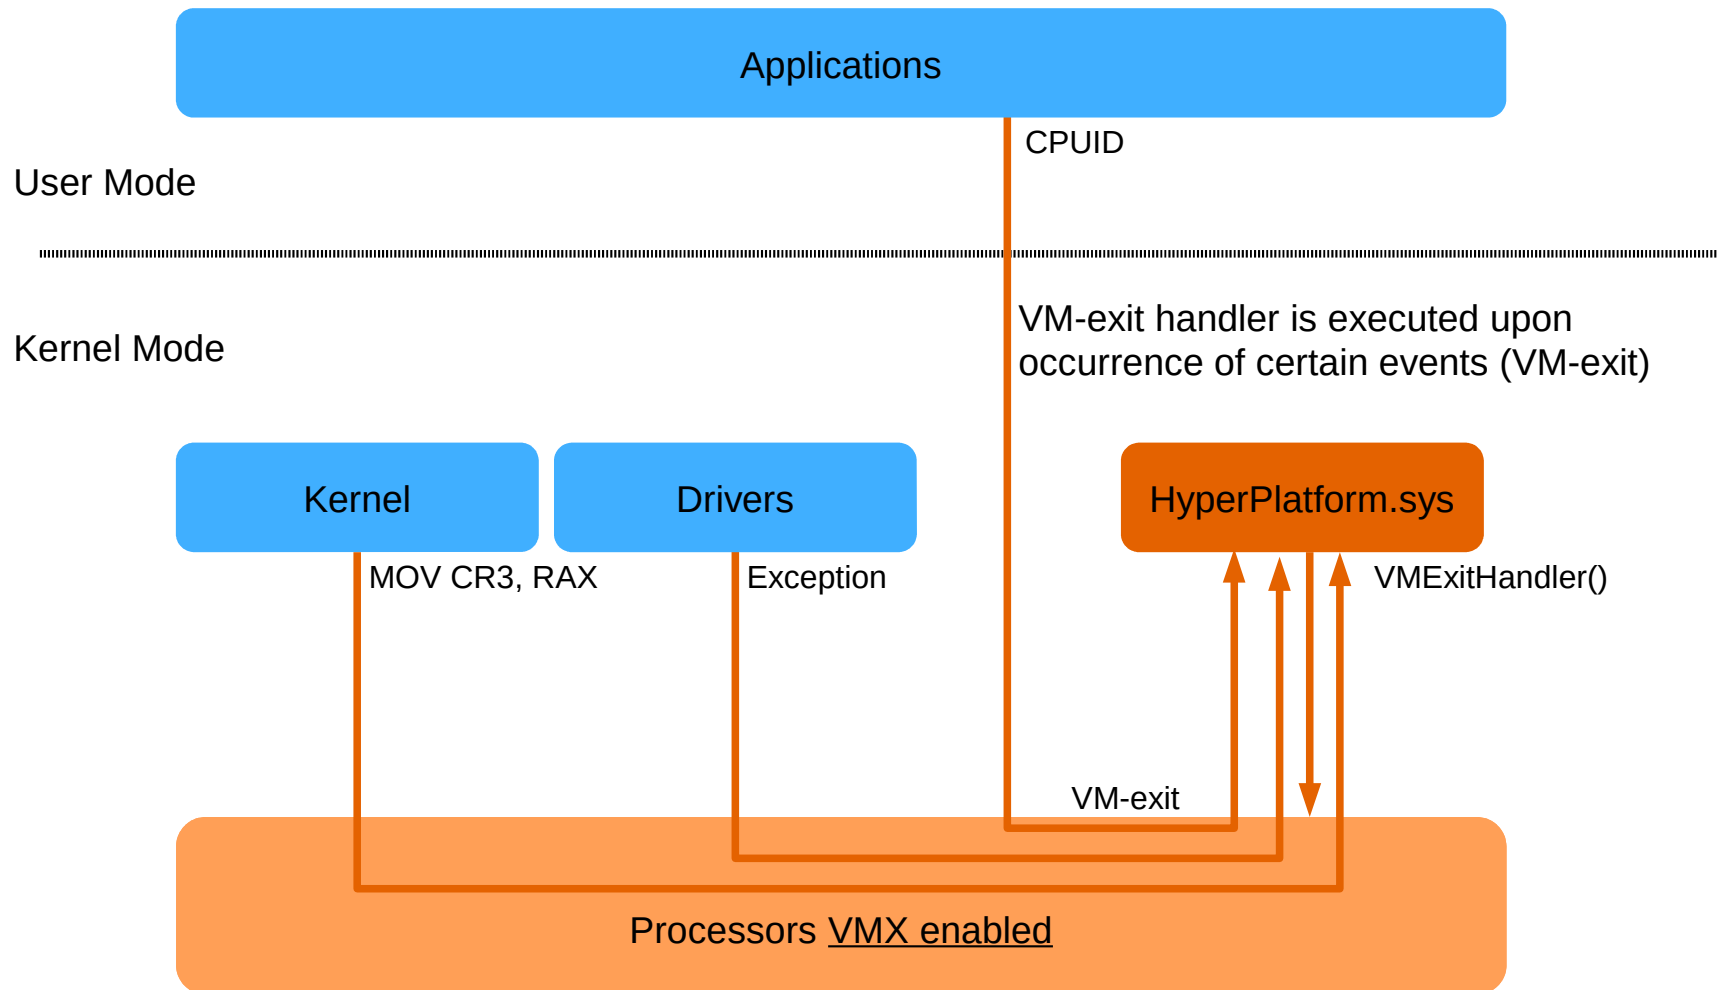 Applications
CPUID
User Mode
VM-exit handler is executed upon
occurrence of certain events (VM-exit)
Kernel Mode
Kernel
Drivers
HyperPlatform.sys
MOV CR3, RAX
Exception
VMExitHandler()
VM-exit
Processors VMX enabled